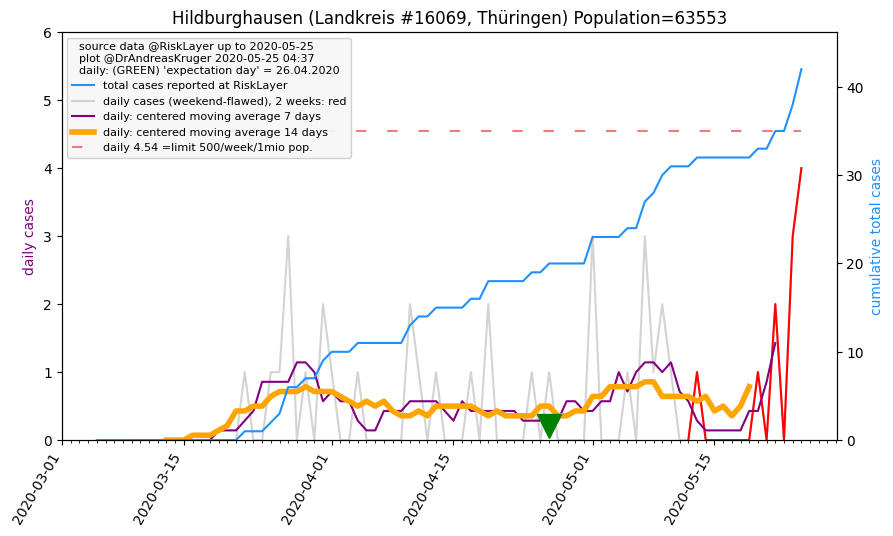 Hildburghausen (Landkreis #16069, Thüringen) Population=63553
source data @RiskLayer up to 2020-05-25
plot @DrAndreasKruger 2020-05-25 04:37
daily: (GREEN) 'expectation day' = 26.04.2020
total cases reported at RiskLayer
daily cases (weekend-flawed), 2 weeks: red
daily: centered moving average 7 days
daily: centered moving average 14 days
daily 4.54 =limit 500/week/1mio pop.
daily cases
6
5
4
3
2
1
0
cumulative total cases
40
30
20
10
0
2020-03-01
2020-03-15
2020-04-01
2020-04-15
2020-05-01
2020-05-15